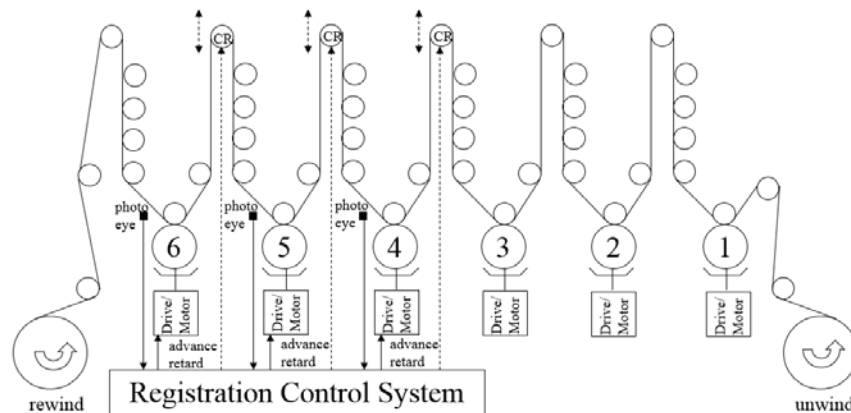 CR CR CR
photo
eye
photo
eye
photo
eye
6 5 4 3 2 1
Drive/
Motor
Drive/
Motor
Drive/
Motor
Drive/
Motor
Drive/
Motor
Drive/
Motor
advance
retard
advance
retard
advance
retard
Registration Control System
rewind
unwind